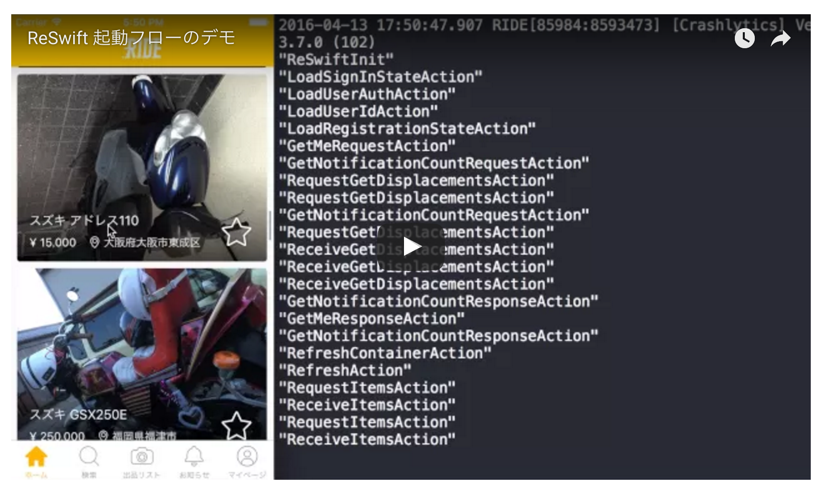 Carrier
5:50 PM
ReSwift 起動フローのデモ
RIDE
スズキ アドレス110
¥ 15,000 大阪府大阪市東成区
スズキ GSX250E
¥ 250,000 福岡県福津市
ホーム 検索 出品リスト お知らせ マイページ
2016-04-13 17:50:47.907 RIDE[85984:8593473] [Crashlytics] Ve
3.7.0 (102)
"ReSwiftInit"
"LoadSignInStateAction"
"LoadUserAuthAction"
"LoadUserIdAction"
"LoadRegistrationStateAction"
"GetMeRequestAction"
"GetNotificationCountRequestAction"
"RequestGetDisplacementsAction"
"RequestGetDisplacementsAction"
"GetNotificationCountRequestAction"
"RequestGetDisplacementsAction"
"ReceiveGetDisplacementsAction"
"ReceiveGetDisplacementsAction"
"ReceiveGetDisplacementsAction"
"GetNotificationCountResponseAction"
"GetMeResponseAction"
"GetNotificationCountResponseAction"
"RefreshContainerAction"
"RefreshAction"
"RequestItemsAction"
"ReceiveItemsAction"
"RequestItemsAction"
"ReceiveItemsAction"